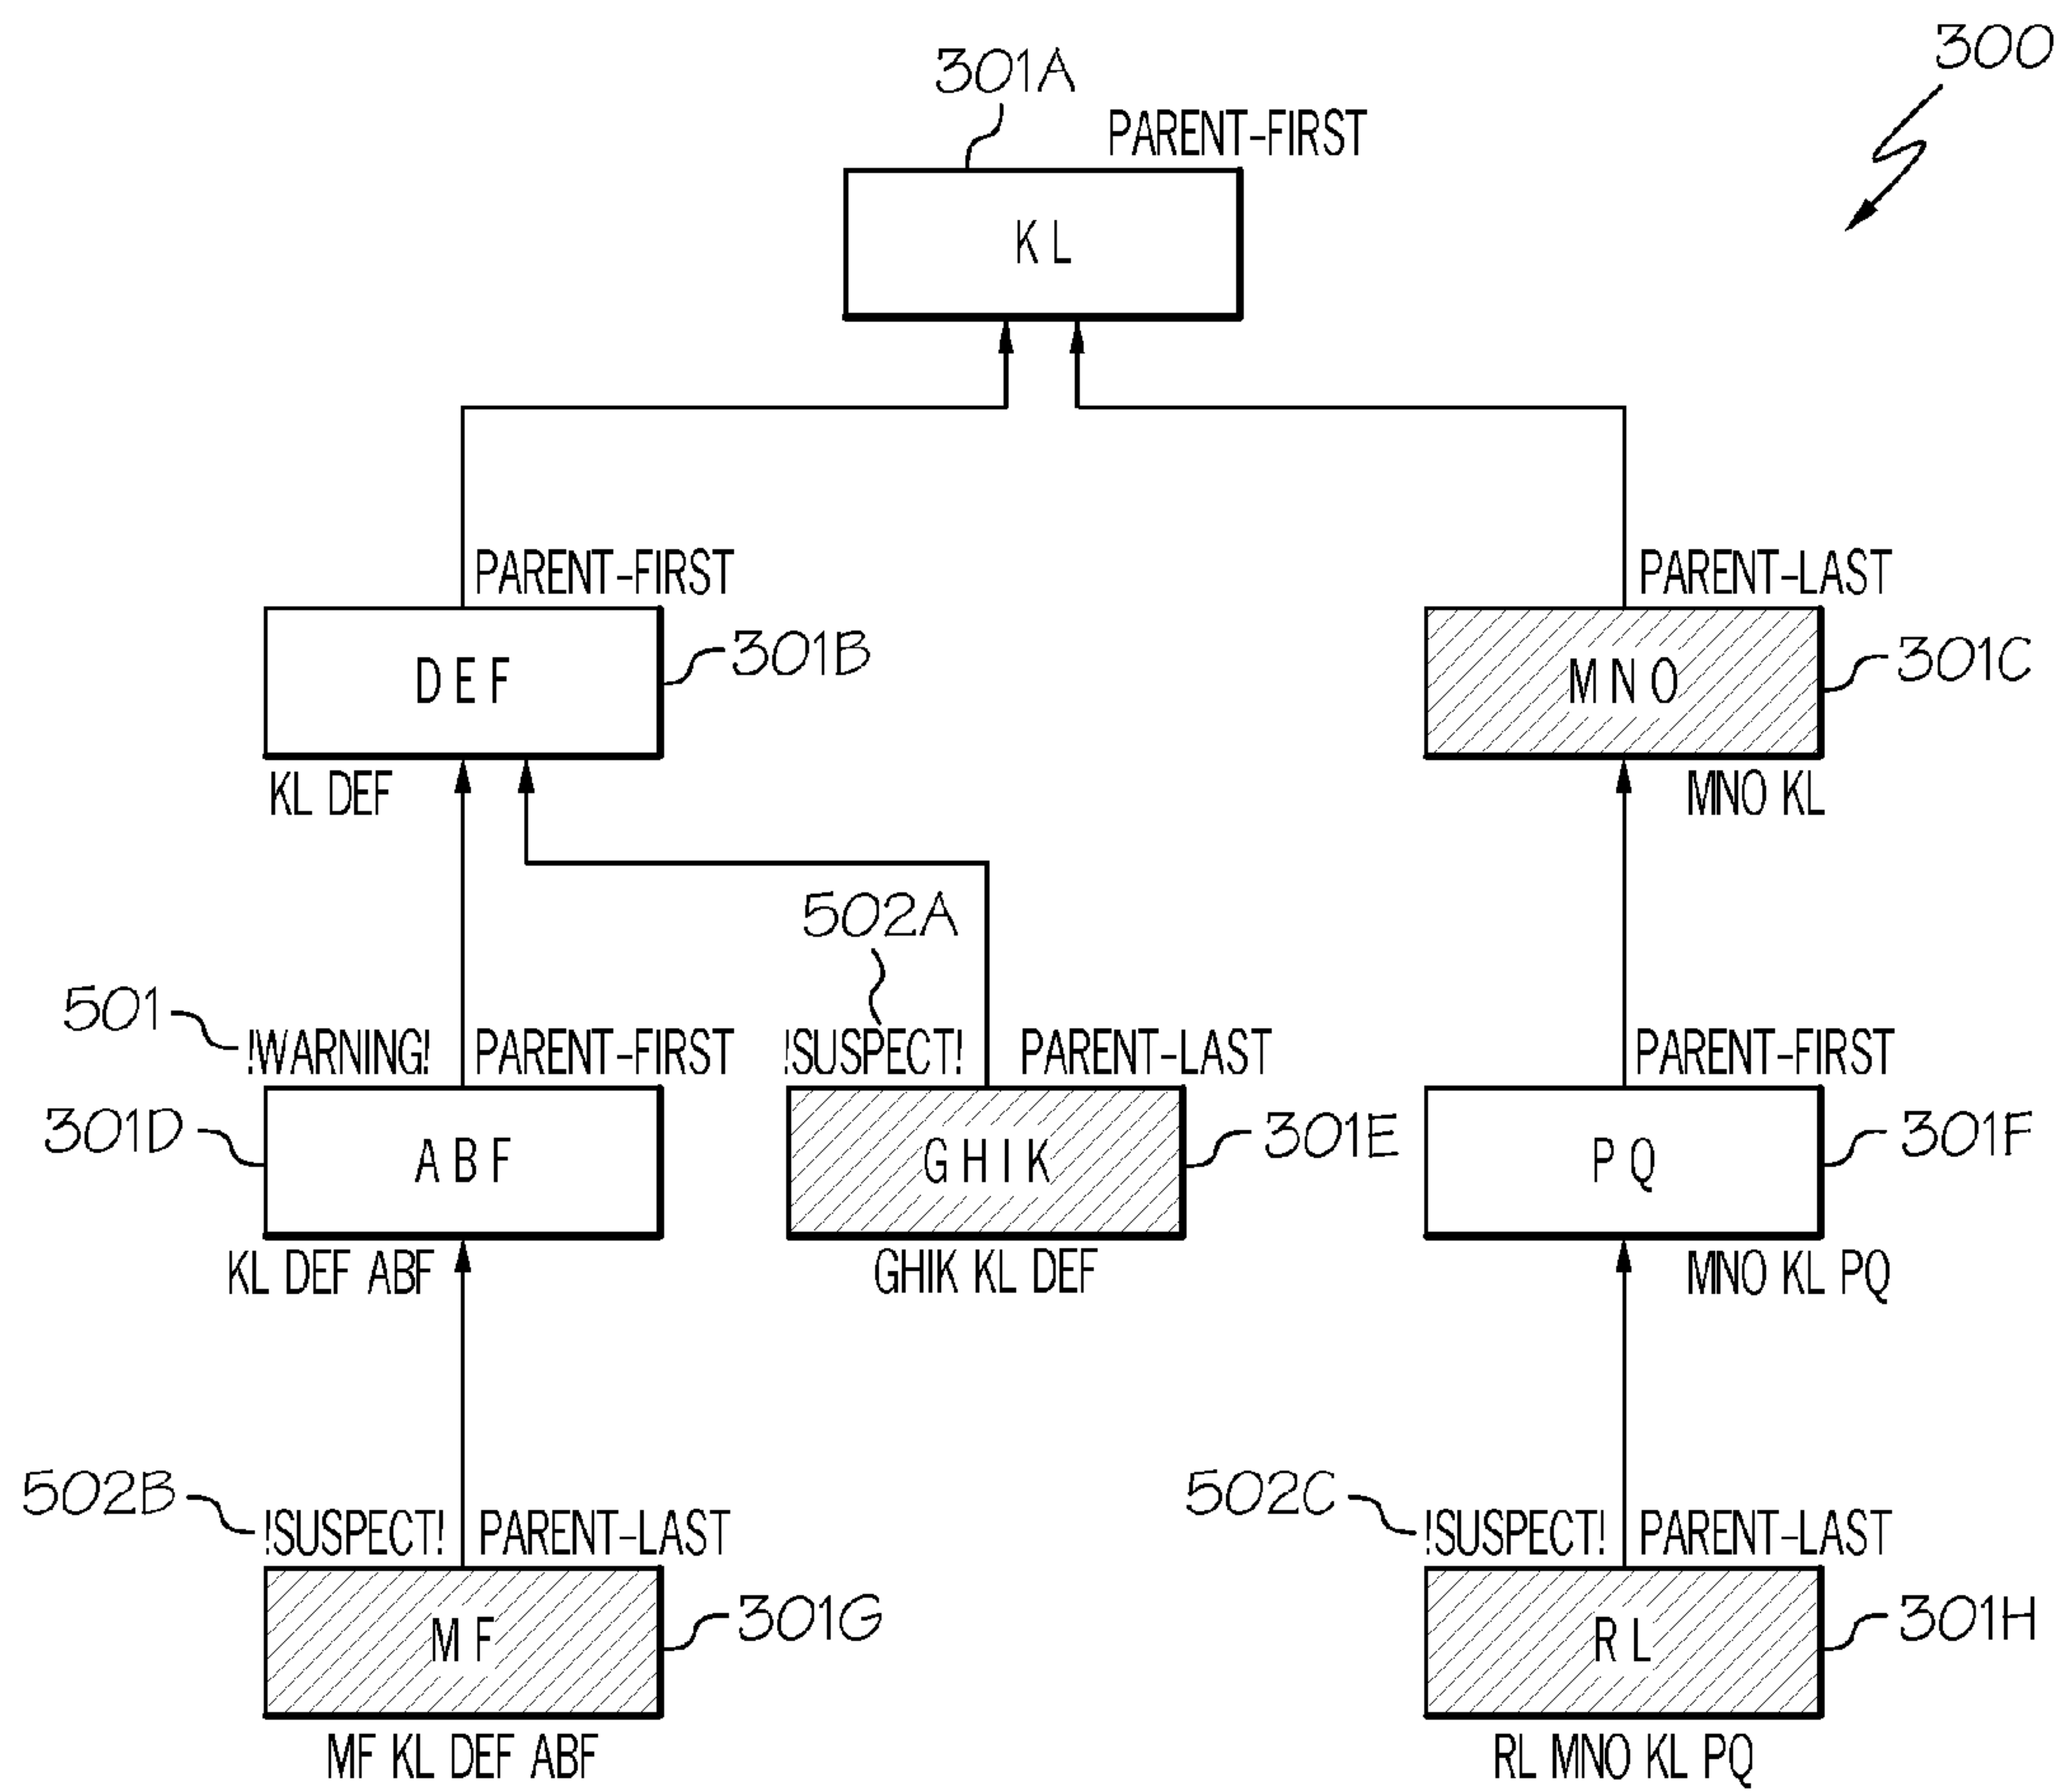 300
301A
PARENT-FIRST
K L
PARENT-FIRST
PARENT-LAST
D E F
301B
M N O
301C
KL DEF
MNO KL
502A
501
!WARNING!
PARENT-FIRST
!SUSPECT!
PARENT-LAST
PARENT-FIRST
301D
A B F
G H I K
301E
P Q
301F
KL DEF ABF
GHIK KL DEF
MNO KL PQ
502B
!SUSPECT!
PARENT-LAST
502C
!SUSPECT!
PARENT-LAST
M F
301G
R L
301H
MF KL DEF ABF
RL MNO KL PQ